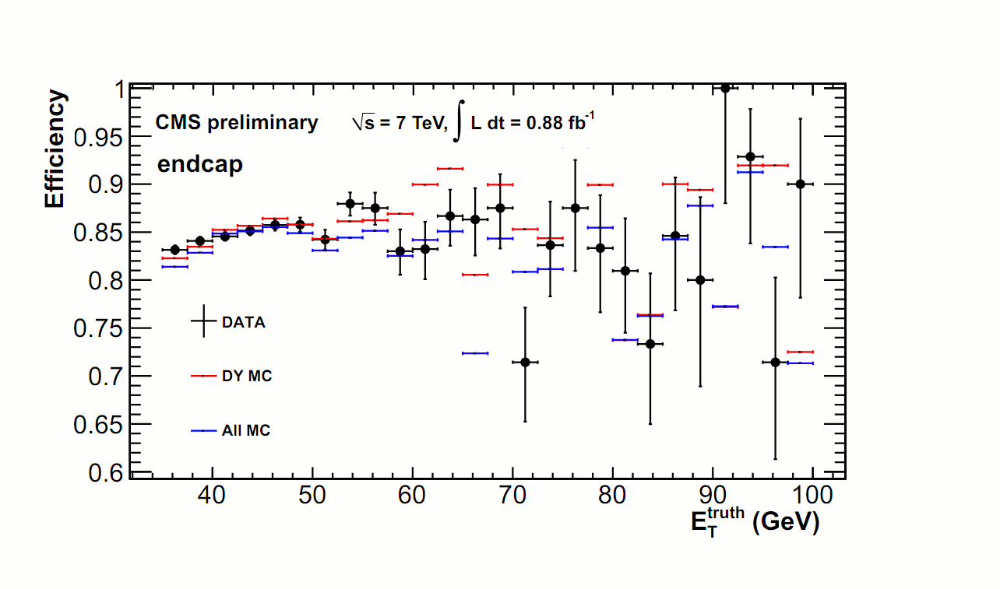 Efficiency
1
0.95
0.9
0.85
0.8
0.75
0.7
0.65
0.6
CMS preliminary √s = 7 TeV, ∫ L dt = 0.88 fb⁻¹
endcap
DATA
DY MC
All MC
40 50 60 70 80 90 100
E_T^truth (GeV)